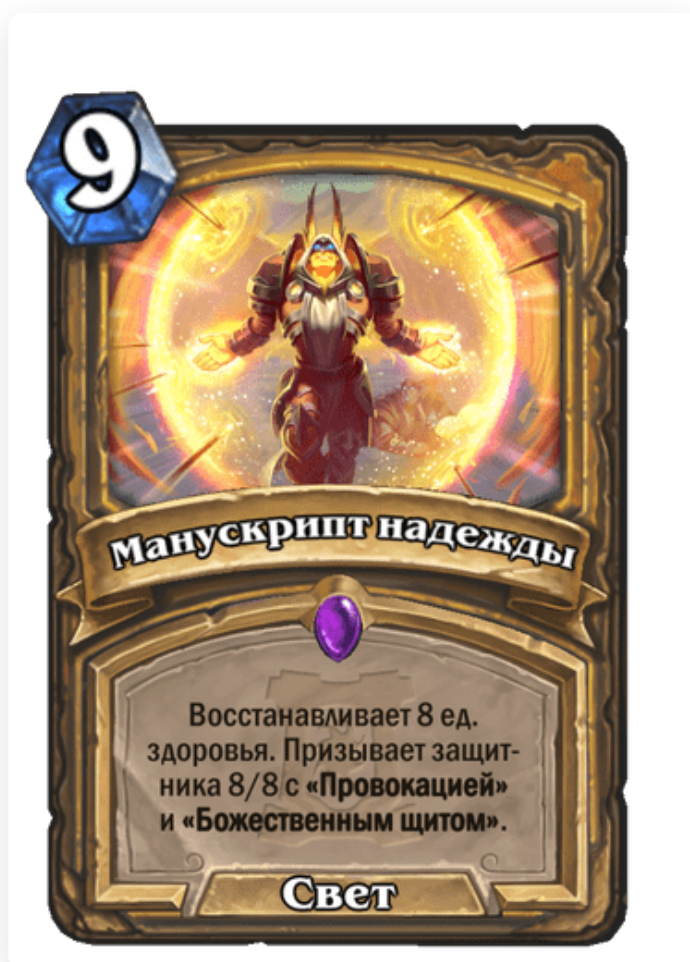 9
Манускрипт надежды
Восстанавливает 8 ед.
здоровья. Призывает защит-
ника 8/8 с «Провокацией»
и «Божественным щитом».
Свет